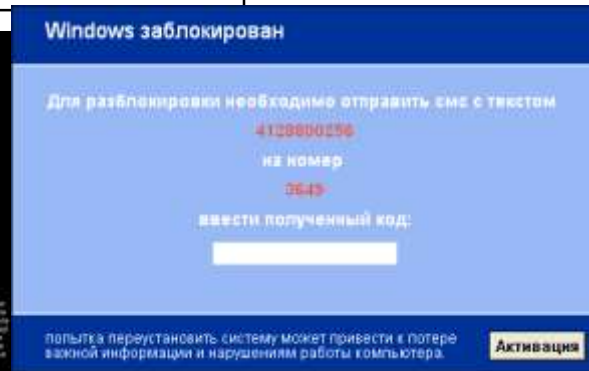 Windows заблокирован
Для разблокировки необходимо отправить смс с текстом
4128800256
на номер
3649
ввести полученный код:
попытка переустановить систему может привести к потере
важной информации и нарушениям работы компьютера.
Активация